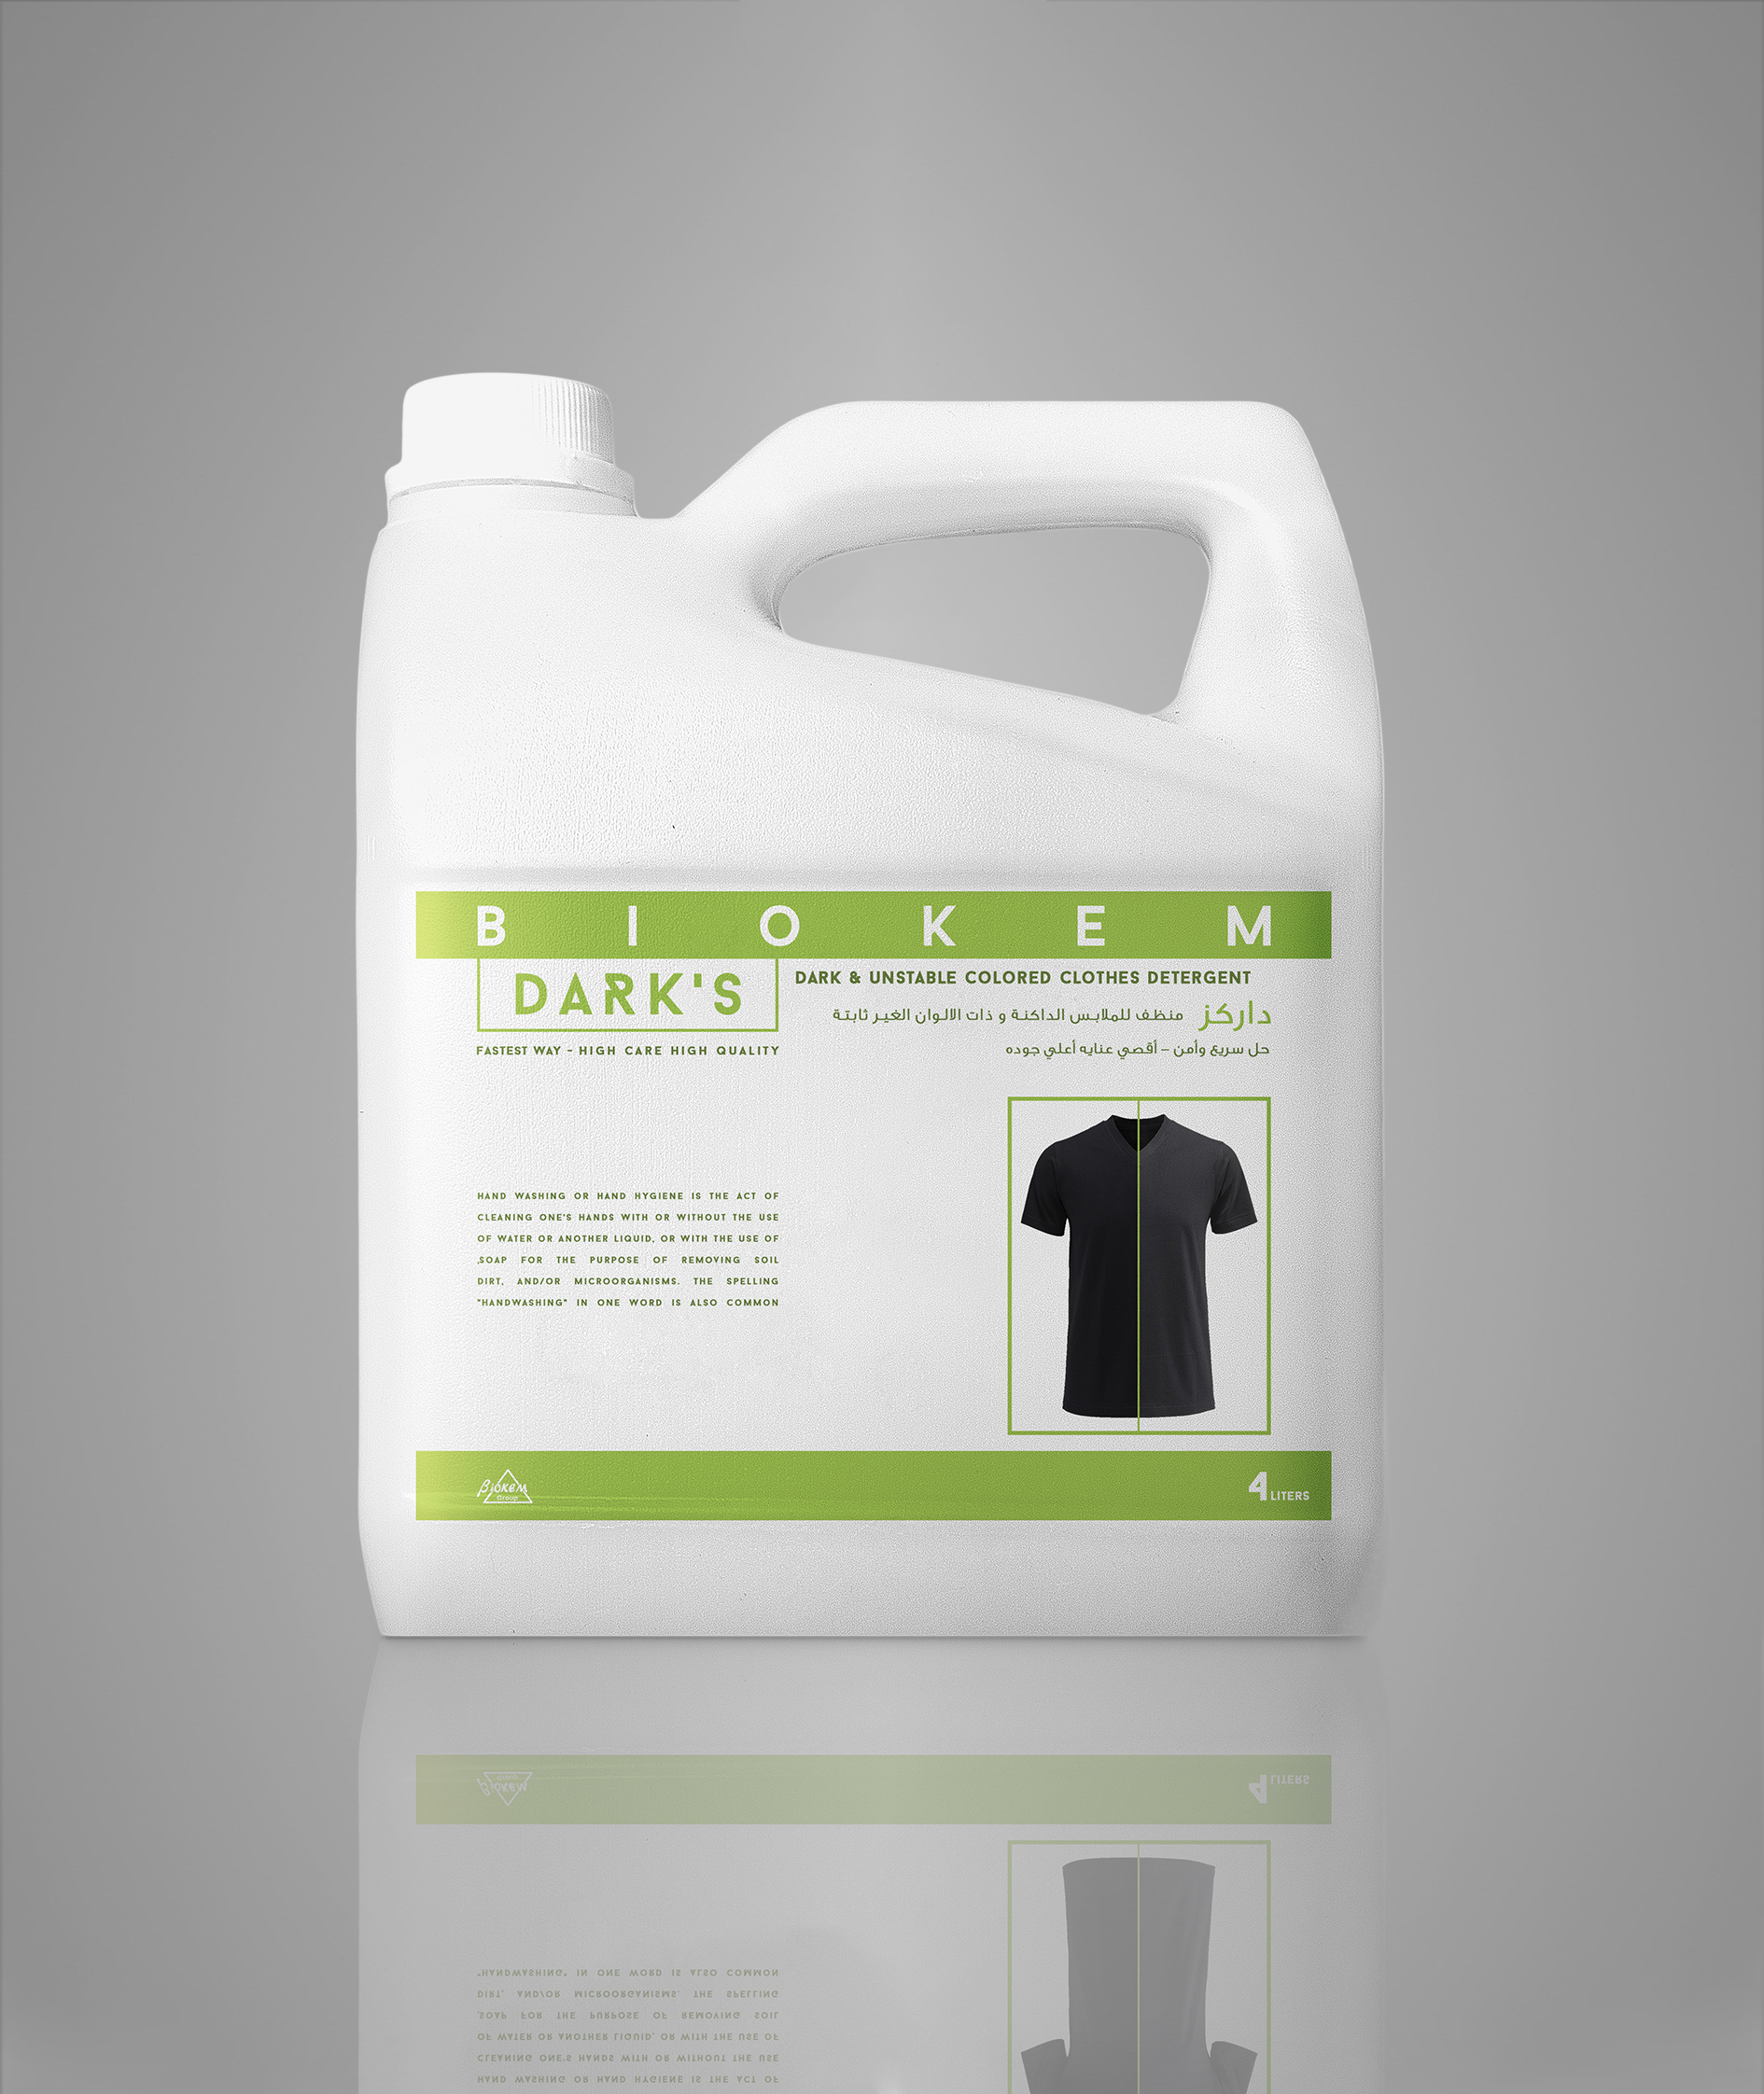 BIOKEM
DARK'S
DARK & UNSTABLE COLORED CLOTHES DETERGENT
داركز منظف للملابس الداكنة و ذات الالوان الغير ثابتة
FASTEST WAY - HIGH CARE HIGH QUALITY
حل سريع وأمن – أقصي عنايه أعلي جوده
HAND WASHING OR HAND HYGIENE IS THE ACT OF
CLEANING ONE'S HANDS WITH OR WITHOUT THE USE
OF WATER OR ANOTHER LIQUID, OR WITH THE USE OF
,SOAP FOR THE PURPOSE OF REMOVING SOIL
DIRT, AND/OR MICROORGANISMS. THE SPELLING
"HANDWASHING" IN ONE WORD IS ALSO COMMON
Biokem
Group
4 LITERS